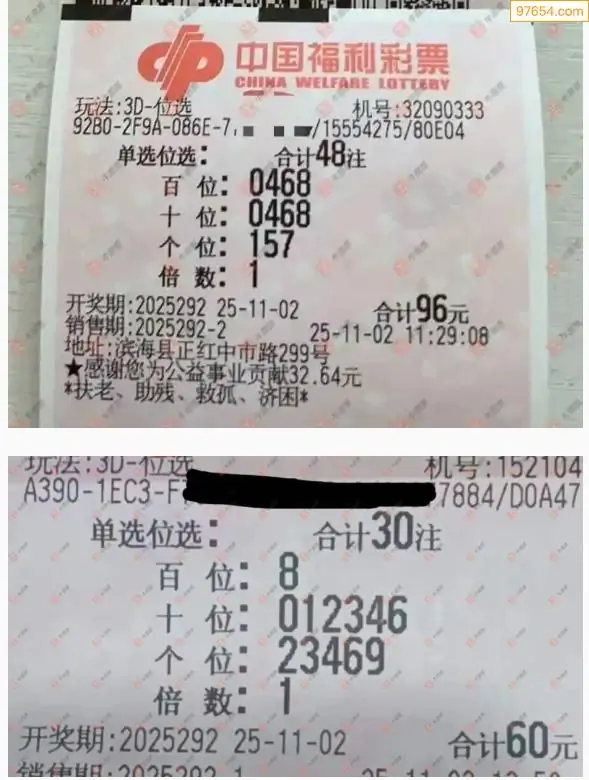 97654.com
中国福利彩票
CHINA WELFARE LOTTERY
玩法:3D-位选 机号:32090333
92B0-2F9A-086E-7 /15554275/80E04
单选位选: 合计48注
百 位: 0468
十 位: 0468
个 位: 157
倍 数: 1
开奖期:2025292 25-11-02 合计96元
销售期:2025292-2 25-11-02 11:29:08
地址:滨海县正红中市路299号
★感谢您为公益事业贡献32.64元
*扶老、助残、救孤、济困*
玩法:3D-位选 机号:152104
A390-1EC3-F 7884/D0A47
单选位选: 合计30注
百 位: 8
十 位: 012346
个 位: 23469
倍 数: 1
开奖期:2025292 25-11-02 合计60元
销售期:2025292-1